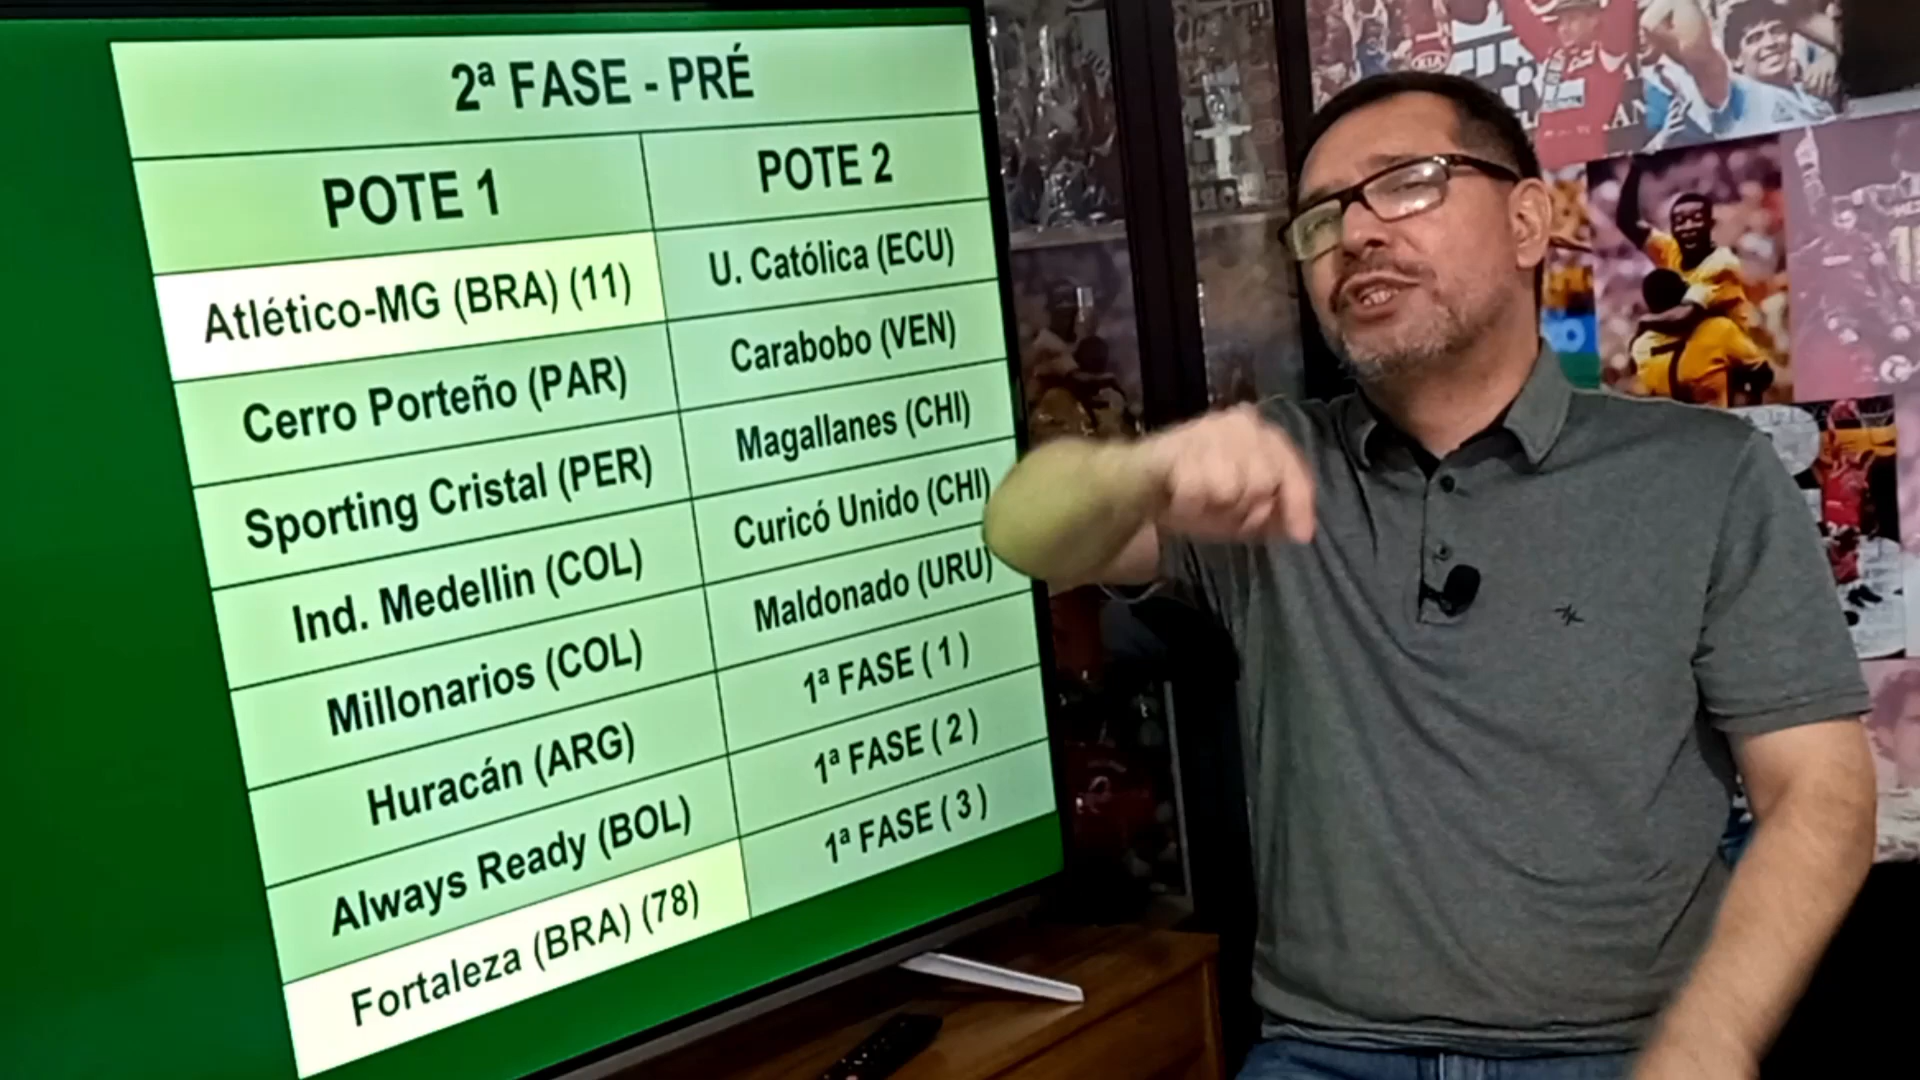 2ª FASE - PRÉ
POTE 1 POTE 2
Atlético-MG (BRA) (11) U. Católica (ECU)
Cerro Porteño (PAR) Carabobo (VEN)
Sporting Cristal (PER) Magallanes (CHI)
Ind. Medellin (COL) Curicó Unido (CHI)
Millonarios (COL) Maldonado (URU)
Huracán (ARG) 1ª FASE ( 1 )
Always Ready (BOL) 1ª FASE ( 2 )
Fortaleza (BRA) (78) 1ª FASE ( 3 )
KIA